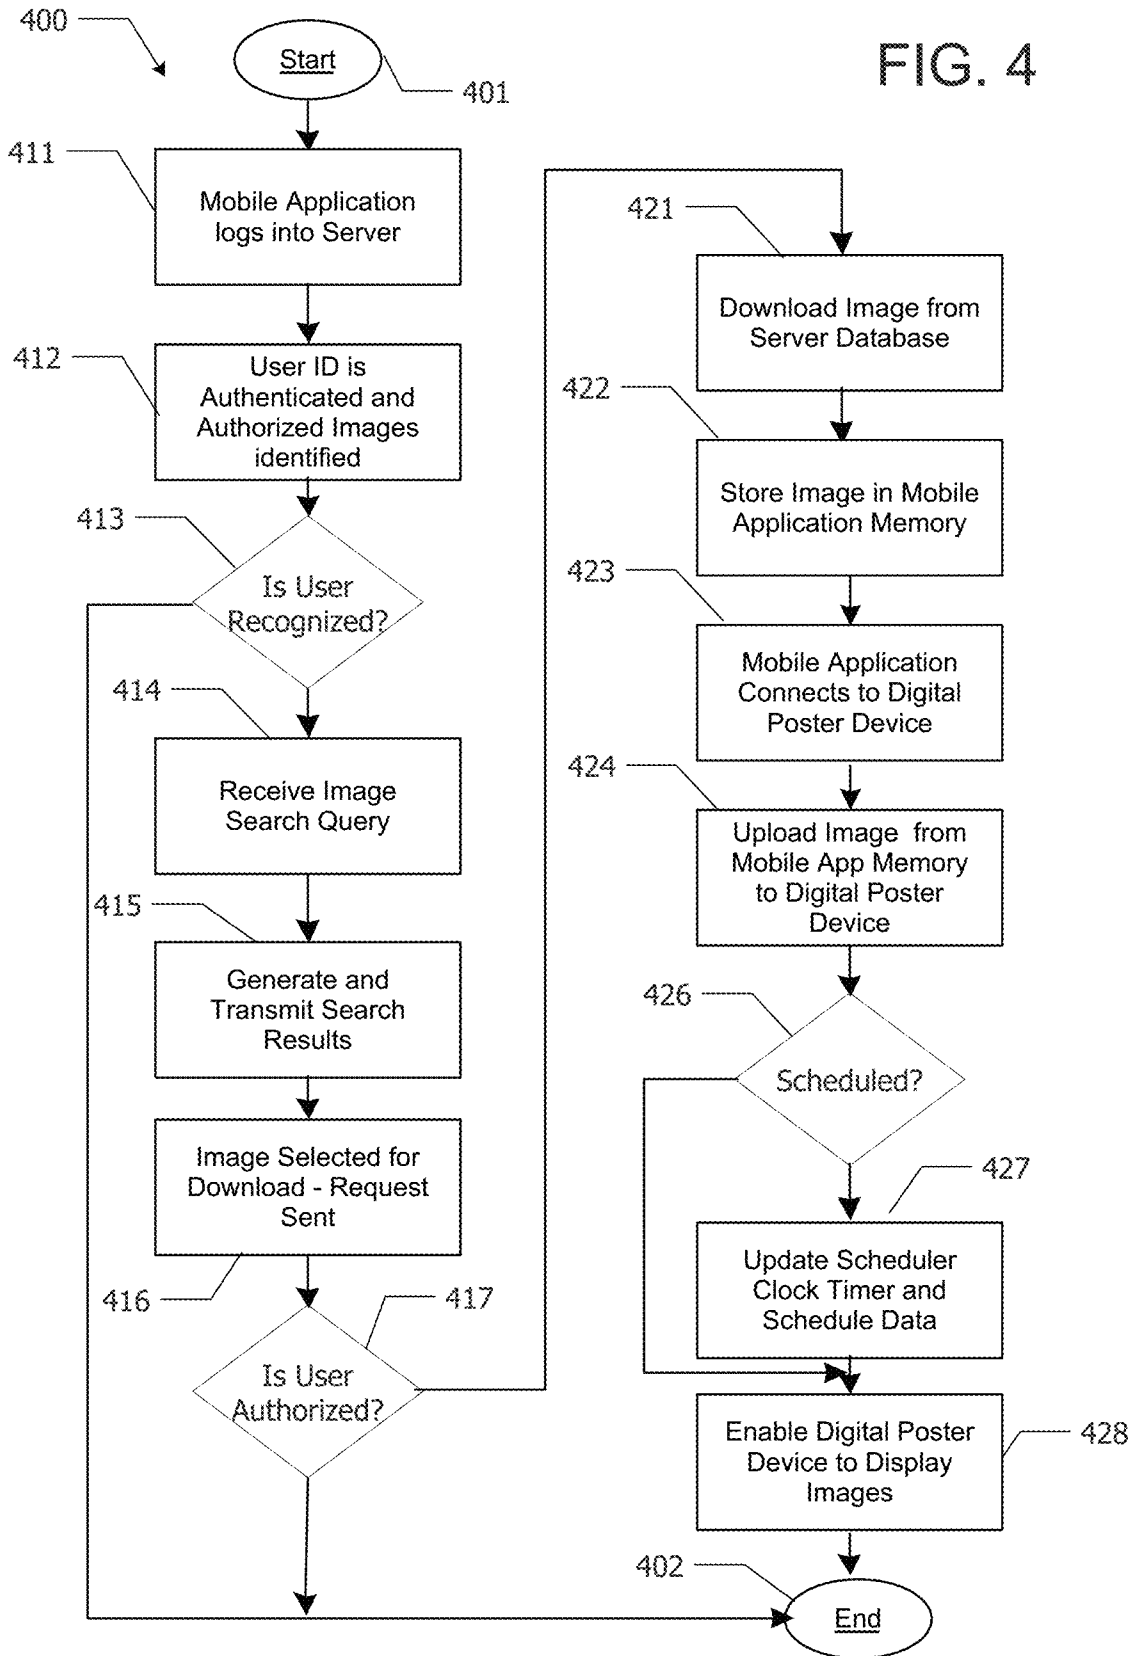 400
Start
401
FIG. 4
411
Mobile Application
logs into Server
412
User ID is
Authenticated and
Authorized Images
identified
413
Is User
Recognized?
414
Receive Image
Search Query
415
Generate and
Transmit Search
Results
Image Selected for
Download - Request
Sent
416
417
Is User
Authorized?
421
Download Image from
Server Database
422
Store Image in Mobile
Application Memory
423
Mobile Application
Connects to Digital
Poster Device
424
Upload Image from
Mobile App Memory
to Digital Poster
Device
426
Scheduled?
427
Update Scheduler
Clock Timer and
Schedule Data
Enable Digital Poster
Device to Display
Images
428
402
End